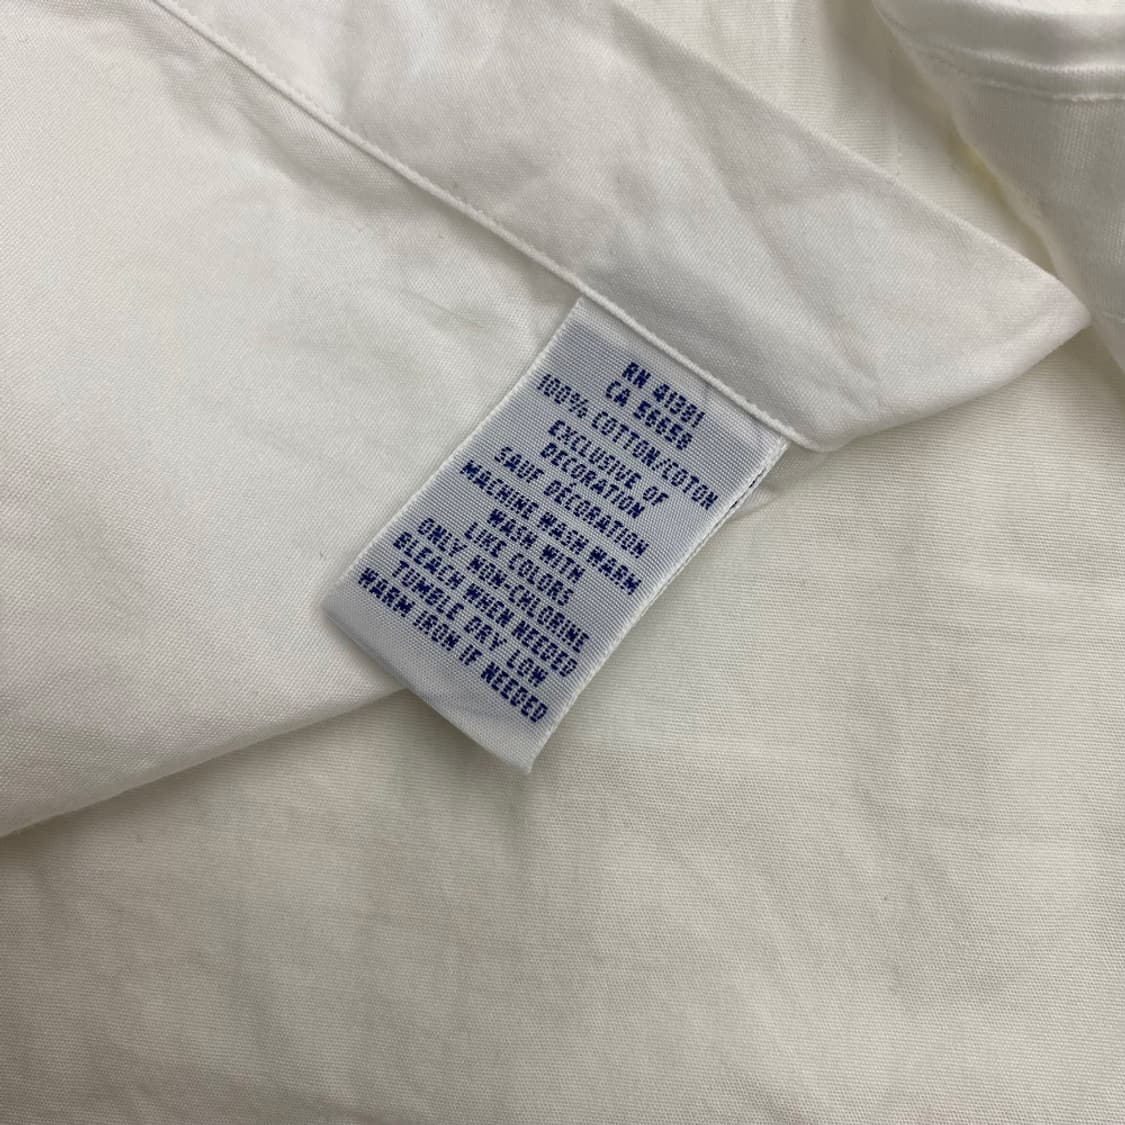 RN 41381
CA 56658
100% COTTON/COTON
EXCLUSIVE OF
DECORATION
SAUF DÉCORATION
MACHINE WASH WARM
WASH WITH
LIKE COLORS
ONLY NON-CHLORINE
BLEACH WHEN NEEDED
TUMBLE DRY LOW
WARM IRON IF NEEDED